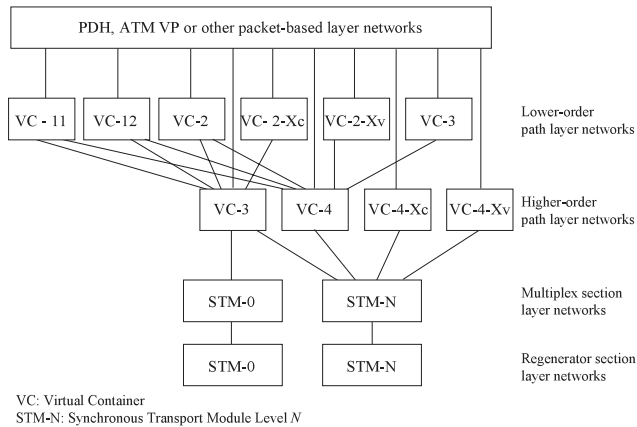 PDH, ATM VP or other packet-based layer networks
VC - 11
VC-12
VC-2
VC- 2-Xc
VC-2-Xv
VC-3
Lower-order
path layer networks
VC-3
VC-4
VC-4-Xc
VC-4-Xv
Higher-order
path layer networks
STM-0
STM-N
Multiplex section
layer networks
STM-0
STM-N
Regenerator section
layer networks
VC: Virtual Container
STM-N: Synchronous Transport Module Level N